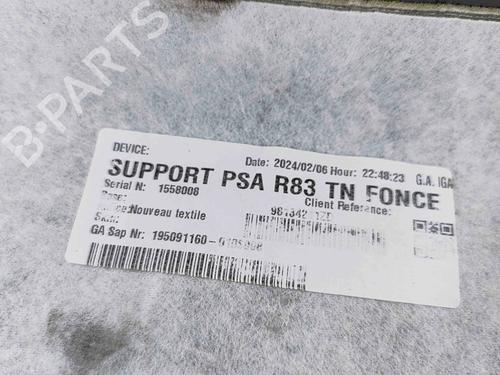 B-PARTS
DEVICE:
Date: 2024/02/06 Hour: 22:48:23 G.A. IGA
SUPPORT PSA R83 TN FONCE
Serial N: 1558008
Client Reference:
Nouveau textile
GA Sap Nr: 195091160-